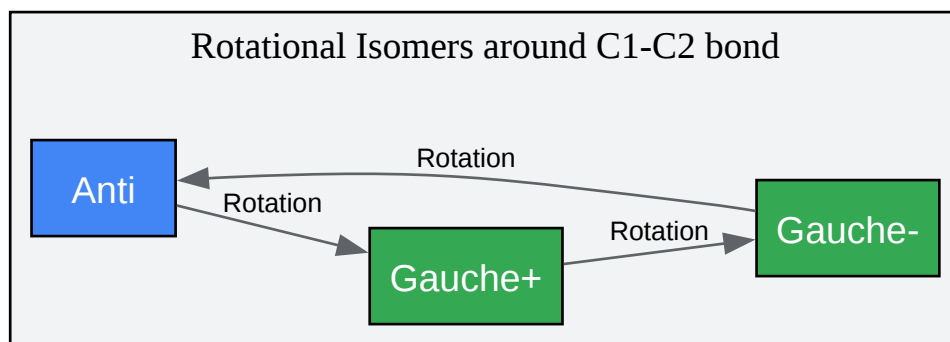 Rotational Isomers around C1-C2 bond
Rotation
Anti
Rotation
Rotation
Gauche-
Gauche+